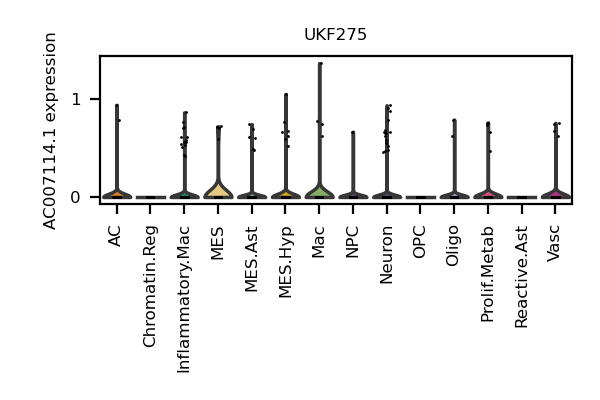 UKF275
AC007114.1 expression
1
0
AC
Chromatin.Reg
Inflammatory.Mac
MES
MES.Ast
MES.Hyp
Mac
NPC
Neuron
OPC
Oligo
Prolif.Metab
Reactive.Ast
Vasc